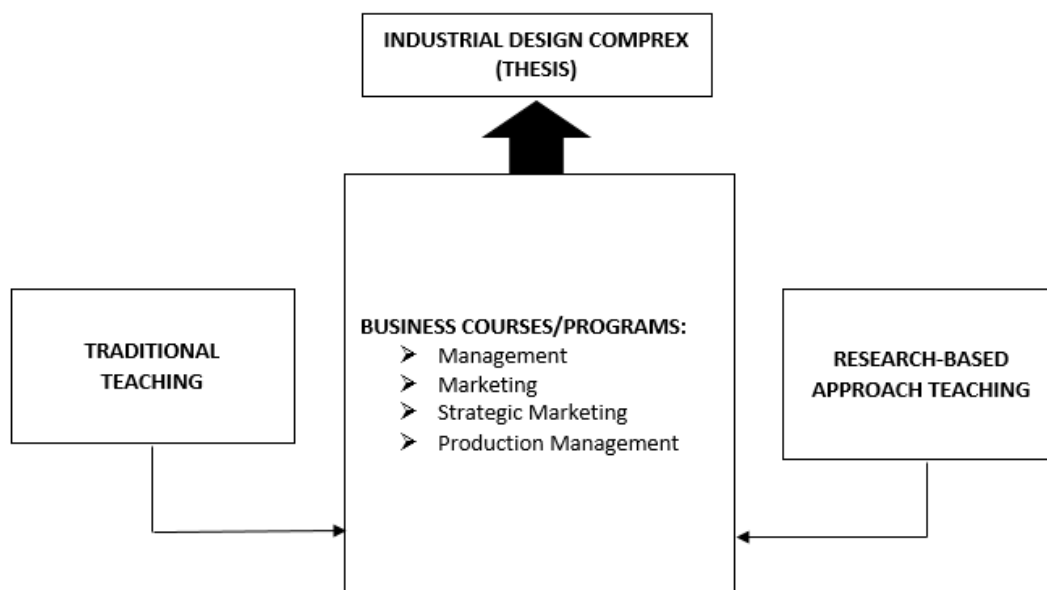 INDUSTRIAL DESIGN COMPREX
(THESIS)
TRADITIONAL
TEACHING
BUSINESS COURSES/PROGRAMS:
➢ Management
➢ Marketing
➢ Strategic Marketing
➢ Production Management
RESEARCH-BASED
APPROACH TEACHING